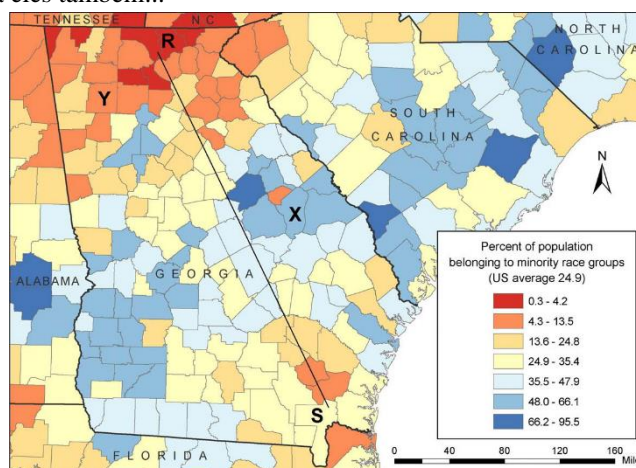 TENNESSEE
N C
NORTH
CAROLINA
R
Y
SOUTH
CAROLINA
N
X
GEORGIA
ALABAMA
S
FLORIDA
Percent of population
belonging to minority race groups
(US average 24.9)
0.3 - 4.2
4.3 - 13.5
13.6 - 24.8
24.9 - 35.4
35.5 - 47.9
48.0 - 66.1
66.2 - 95.5
0 40 80 120 160